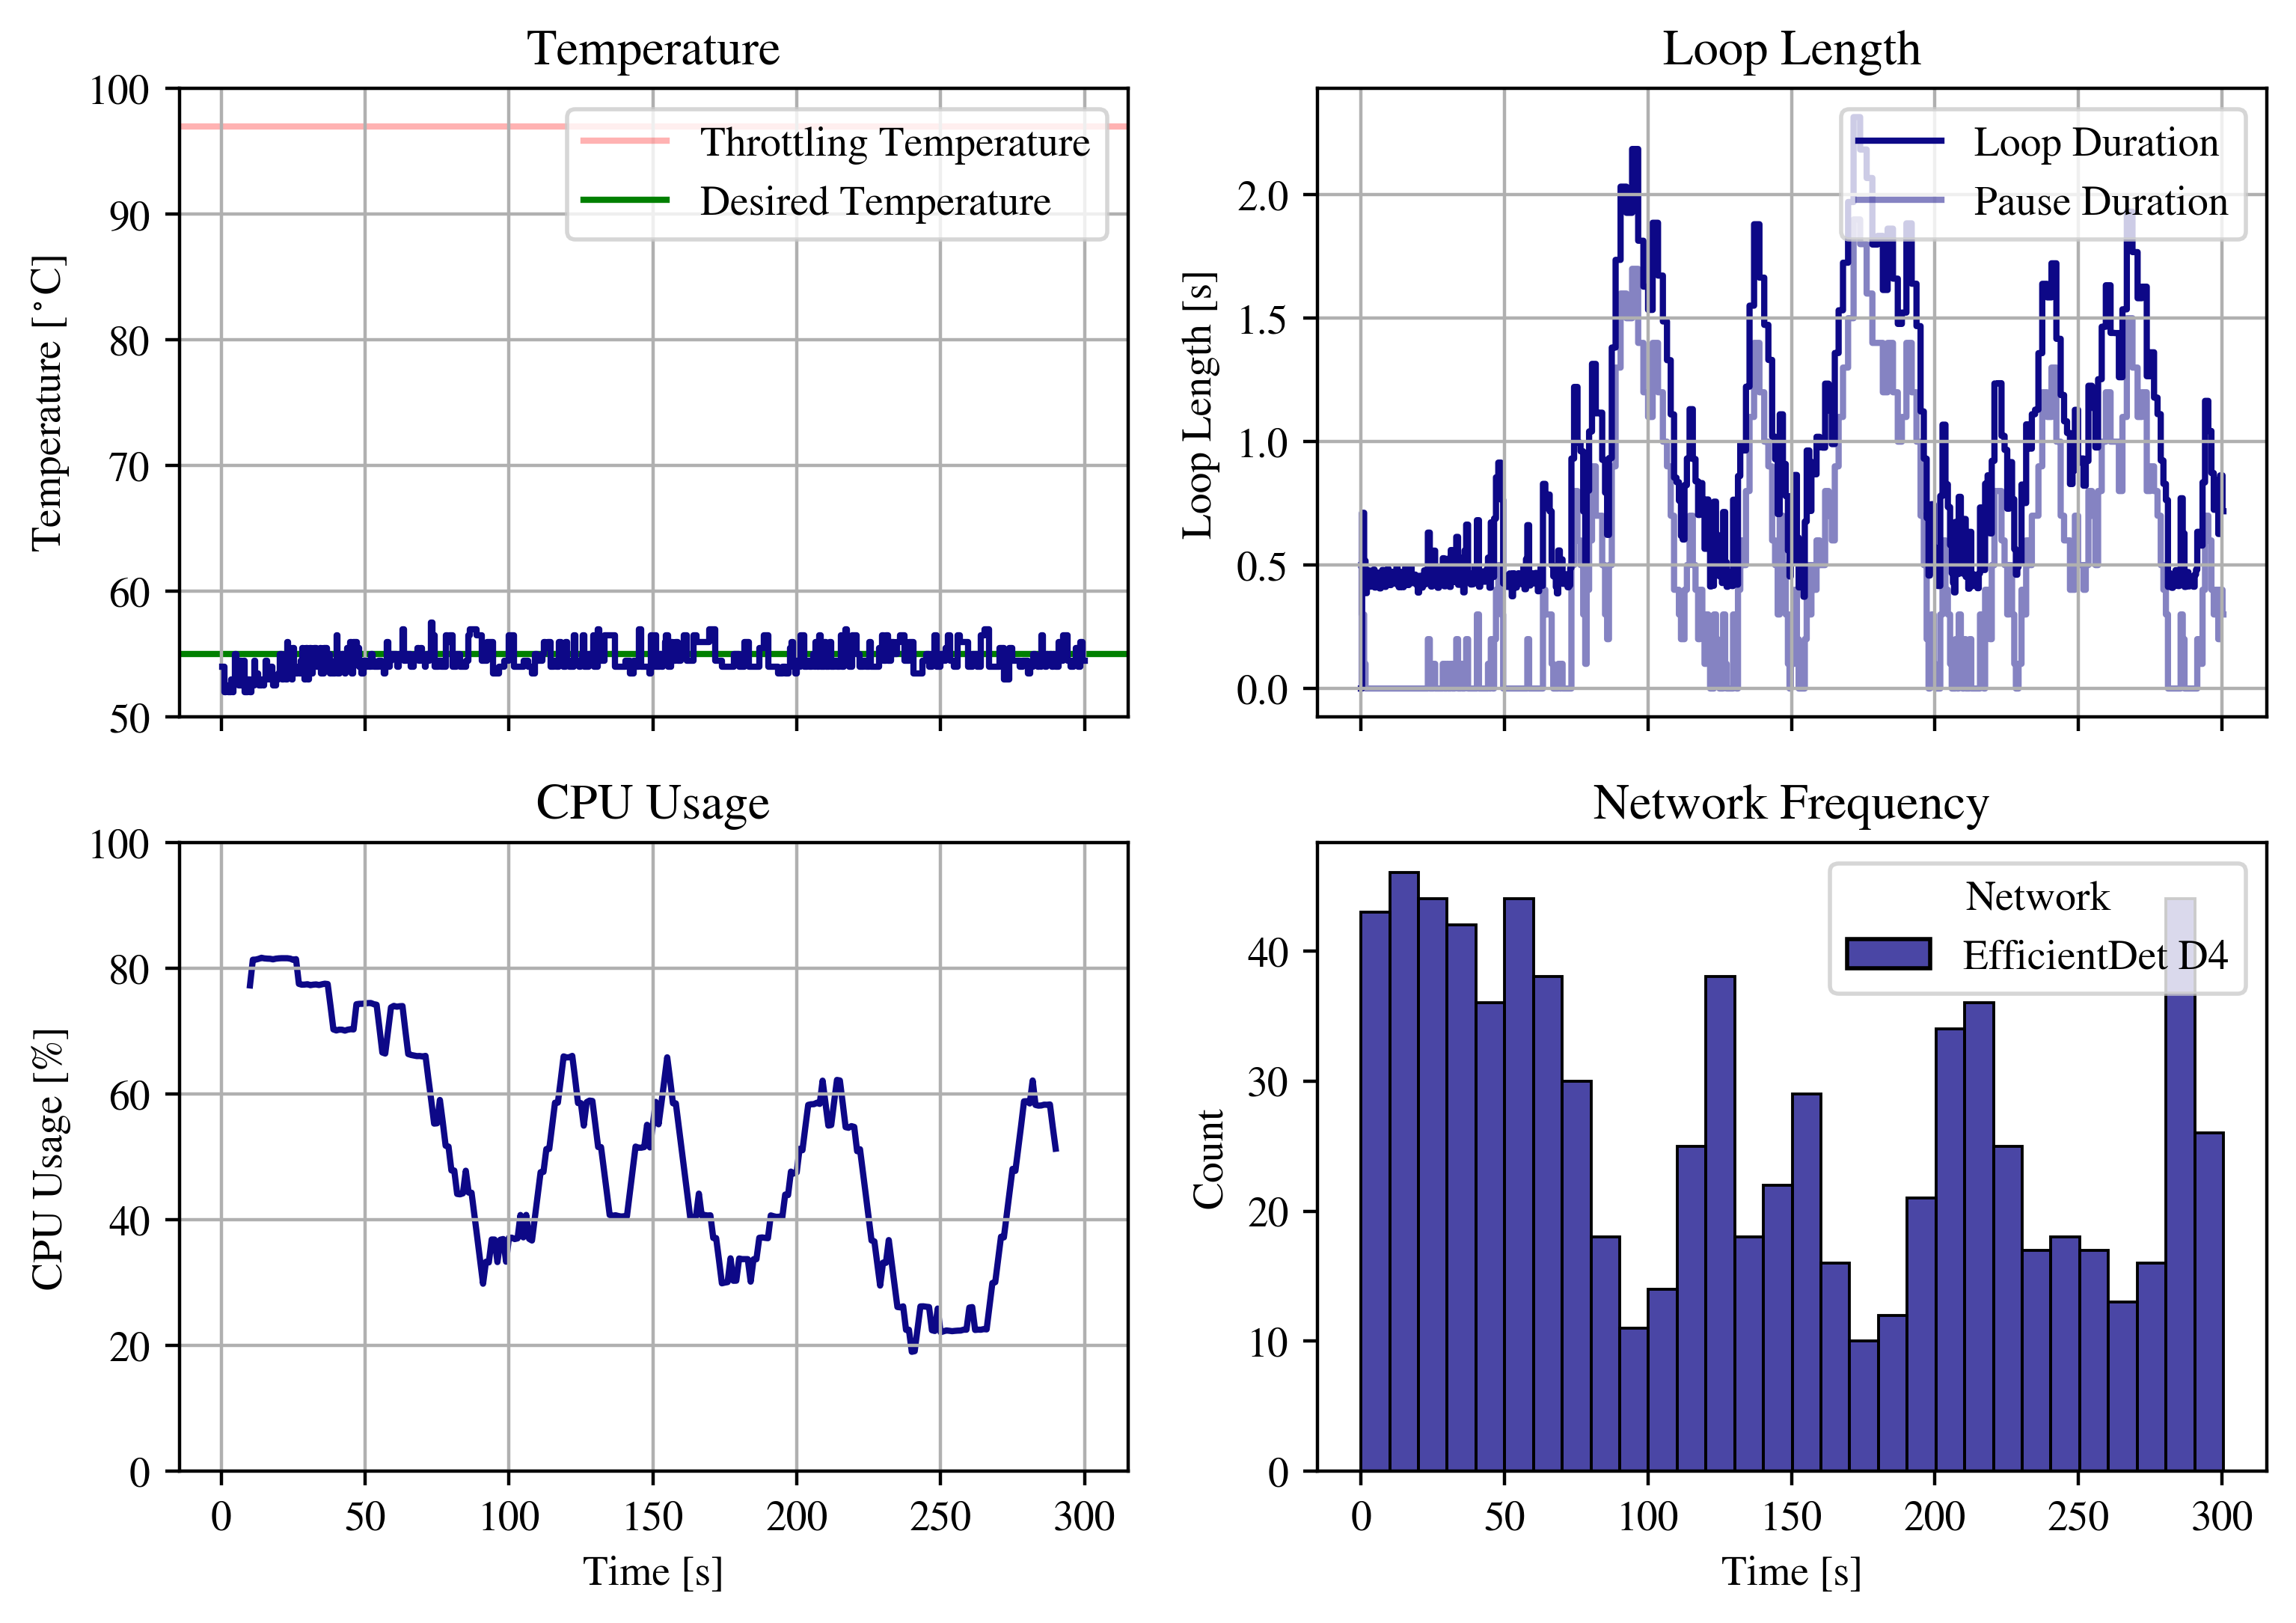 Temperature
100
90
80
70
60
50
Temperature [°C]
Throttling Temperature
Desired Temperature
Loop Length
2.0
1.5
1.0
0.5
0.0
Loop Length [s]
Loop Duration
Pause Duration
CPU Usage
100
80
60
40
20
0
CPU Usage [%]
0 50 100 150 200 250 300
Time [s]
Network Frequency
40
30
20
10
0
Count
Network
EfficientDet D4
0 50 100 150 200 250 300
Time [s]